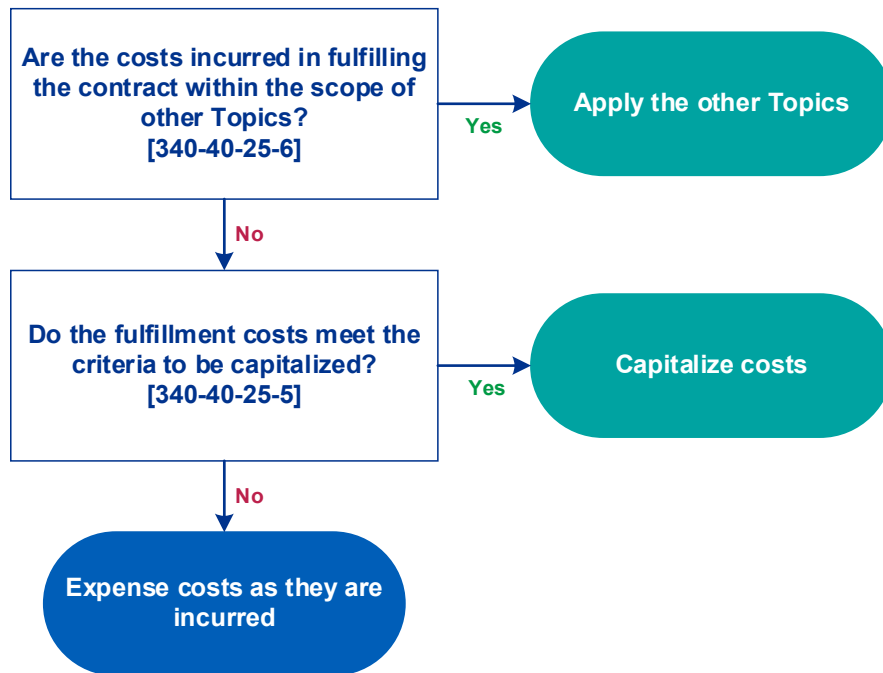 Are the costs incurred in fulfilling
the contract within the scope of
other Topics?
[340-40-25-6]
Yes
Apply the other Topics
No
Do the fulfillment costs meet the
criteria to be capitalized?
[340-40-25-5]
Yes
Capitalize costs
No
Expense costs as they are
incurred